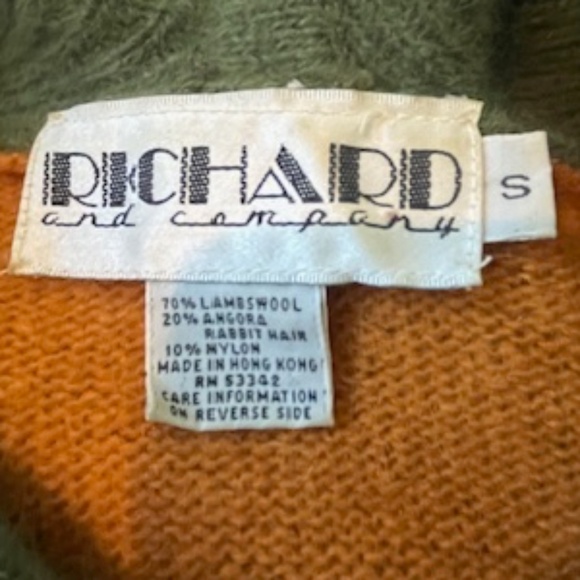 RICHARD
and company
S
70% LAMBSWOOL
20% ANGORA
RABBIT HAIR
10% NYLON
MADE IN HONG KONG
RN 53342
CARE INFORMATION
ON REVERSE SIDE